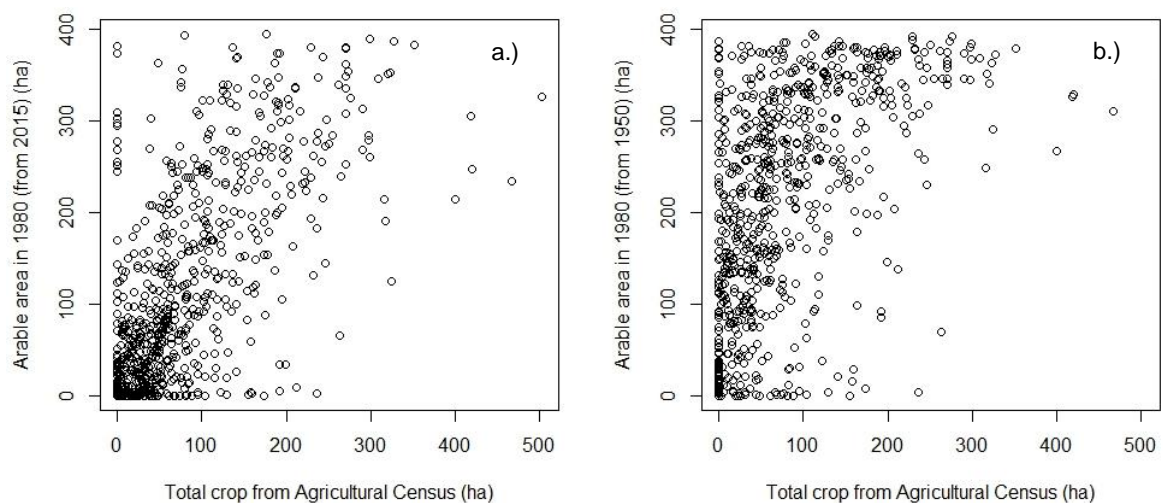 a.)
Arable area in 1980 (from 2015) (ha)
400
300
200
100
0
0 100 200 300 400 500
Total crop from Agricultural Census (ha)
b.)
Arable area in 1980 (from 1950) (ha)
400
300
200
100
0
0 100 200 300 400 500
Total crop from Agricultural Census (ha)